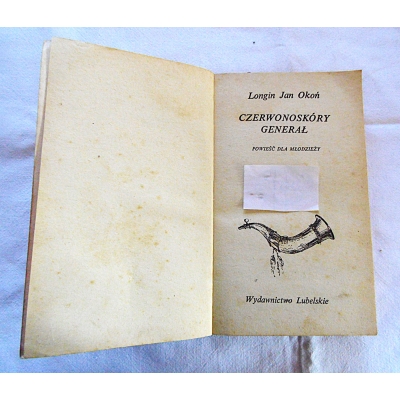 Longin Jan Okoń
CZERWONOSKÓRY
GENERAŁ
POWIEŚĆ DLA MŁODZIEŻY
Wydawnictwo Lubelskie